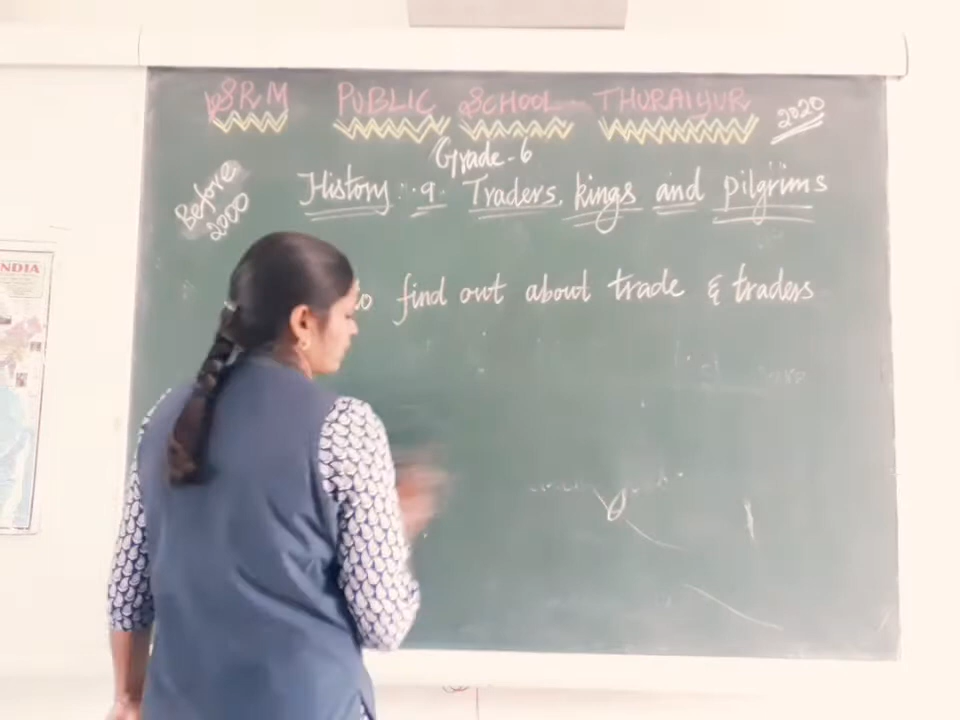 SRM PUBLIC SCHOOL - THURAIYUR
2020
Grade-6
Before
2000
History : 9. Traders, kings and pilgrims
find out about trade & traders
INDIA